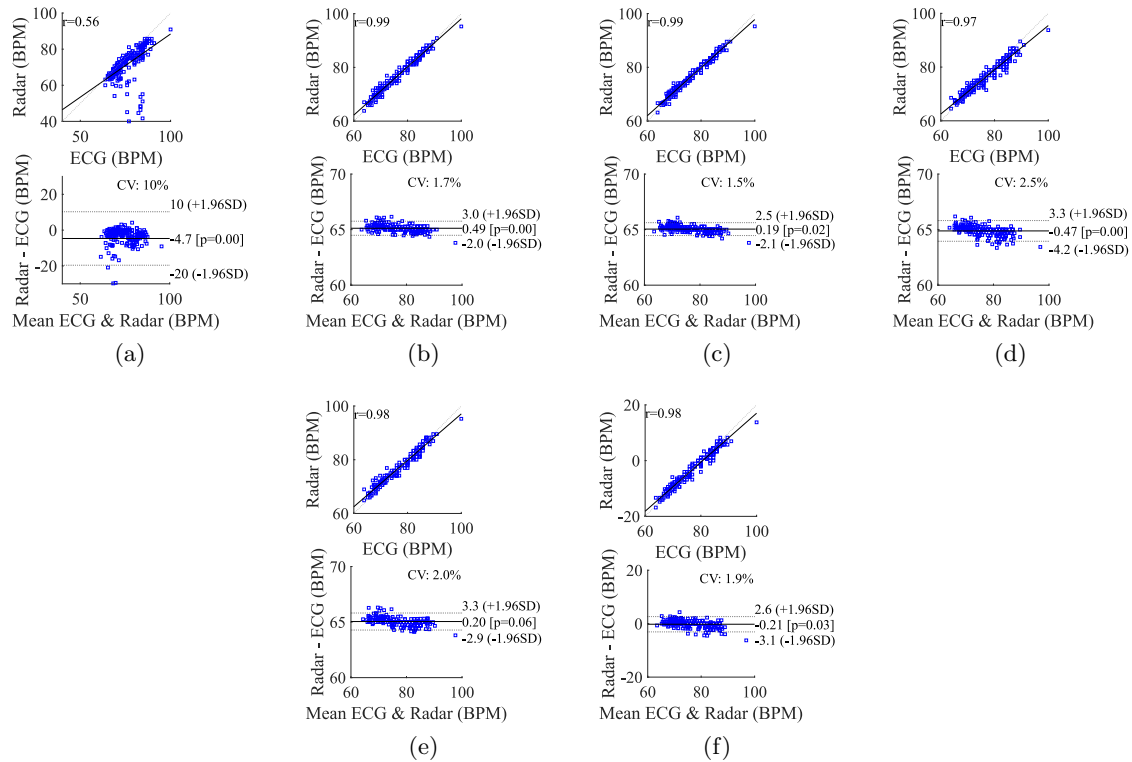 r=0.56
Radar (BPM)
100
80
60
40
50
100
ECG (BPM)
CV: 10%
Radar - ECG (BPM)
20
0
-20
10 (+1.96SD)
-4.7 [p=0.00]
-20 (-1.96SD)
50
100
Mean ECG & Radar (BPM)
(a)
r=0.99
Radar (BPM)
100
80
60
60
80
100
ECG (BPM)
CV: 1.7%
Radar - ECG (BPM)
70
65
60
3.0 (+1.96SD)
0.49 [p=0.00]
-2.0 (-1.96SD)
60
80
100
Mean ECG & Radar (BPM)
(b)
r=0.99
Radar (BPM)
100
80
60
60
80
100
ECG (BPM)
CV: 1.5%
Radar - ECG (BPM)
70
65
60
2.5 (+1.96SD)
0.19 [p=0.02]
-2.1 (-1.96SD)
60
80
100
Mean ECG & Radar (BPM)
(c)
r=0.97
Radar (BPM)
100
80
60
60
80
100
ECG (BPM)
CV: 2.5%
Radar - ECG (BPM)
70
65
60
3.3 (+1.96SD)
-0.47 [p=0.00]
-4.2 (-1.96SD)
60
80
100
Mean ECG & Radar (BPM)
(d)
r=0.98
Radar (BPM)
100
80
60
60
80
100
ECG (BPM)
CV: 2.0%
Radar - ECG (BPM)
70
65
60
3.3 (+1.96SD)
0.20 [p=0.06]
-2.9 (-1.96SD)
60
80
100
Mean ECG & Radar (BPM)
(e)
r=0.98
Radar (BPM)
20
0
-20
60
80
100
ECG (BPM)
CV: 1.9%
Radar - ECG (BPM)
20
0
-20
2.6 (+1.96SD)
-0.21 [p=0.03]
-3.1 (-1.96SD)
60
80
100
Mean ECG & Radar (BPM)
(f)